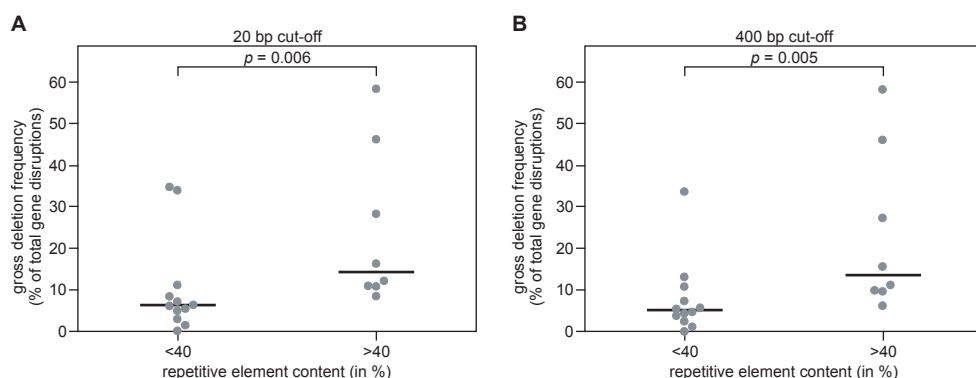 A
20 bp cut-off
p = 0.006
60
50
40
30
20
10
0
gross deletion frequency
(% of total gene disruptions)
<40
>40
repetitive element content (in %)
B
400 bp cut-off
p = 0.005
60
50
40
30
20
10
0
gross deletion frequency
(% of total gene disruptions)
<40
>40
repetitive element content (in %)